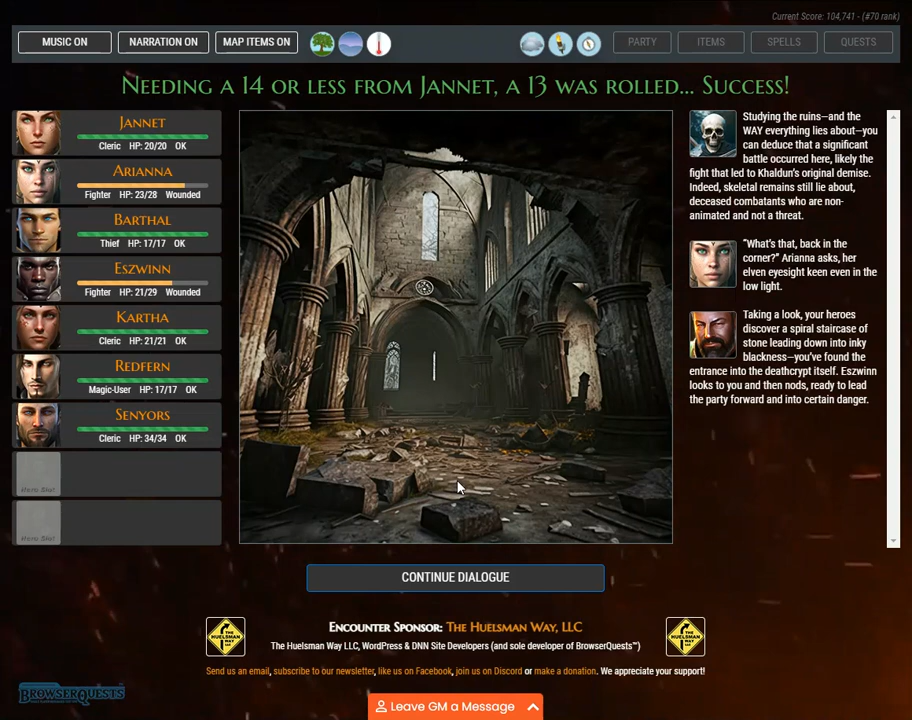 Current Score: 104,741 - (#70 rank)
MUSIC ON
NARRATION ON
MAP ITEMS ON
PARTY
ITEMS
SPELLS
QUESTS
Needing a 14 or less from Jannet, a 13 was rolled... Success!
Jannet
Cleric HP: 20/20 OK
Arianna
Fighter HP: 23/28 Wounded
Barthal
Thief HP: 17/17 OK
Eszwinn
Fighter HP: 21/29 Wounded
Kartha
Cleric HP: 21/21 OK
Redfern
Magic-User HP: 17/17 OK
Senyors
Cleric HP: 34/34 OK
Hero Slot
Hero Slot
Studying the ruins—and the
WAY everything lies about—you
can deduce that a significant
battle occurred here, likely the
fight that led to Khaldun's original demise.
Indeed, skeletal remains still lie about,
deceased combatants who are non-
animated and not a threat.
"What's that, back in the
corner?" Arianna asks, her
elven eyesight keen even in the
low light.
Taking a look, your heroes
discover a spiral staircase of
stone leading down into inky
blackness—you've found the
entrance into the deathcrypt itself. Eszwinn
looks to you and then nods, ready to lead
the party forward and into certain danger.
CONTINUE DIALOGUE
THE HUELSMAN WAY
Encounter Sponsor: The Huelsman Way, LLC
The Huelsman Way LLC, WordPress & DNN Site Developers (and sole developer of BrowserQuests™)
THE HUELSMAN WAY
Send us an email, subscribe to our newsletter, like us on Facebook, join us on Discord or make a donation. We appreciate your support!
BrowserQuests
Leave GM a Message